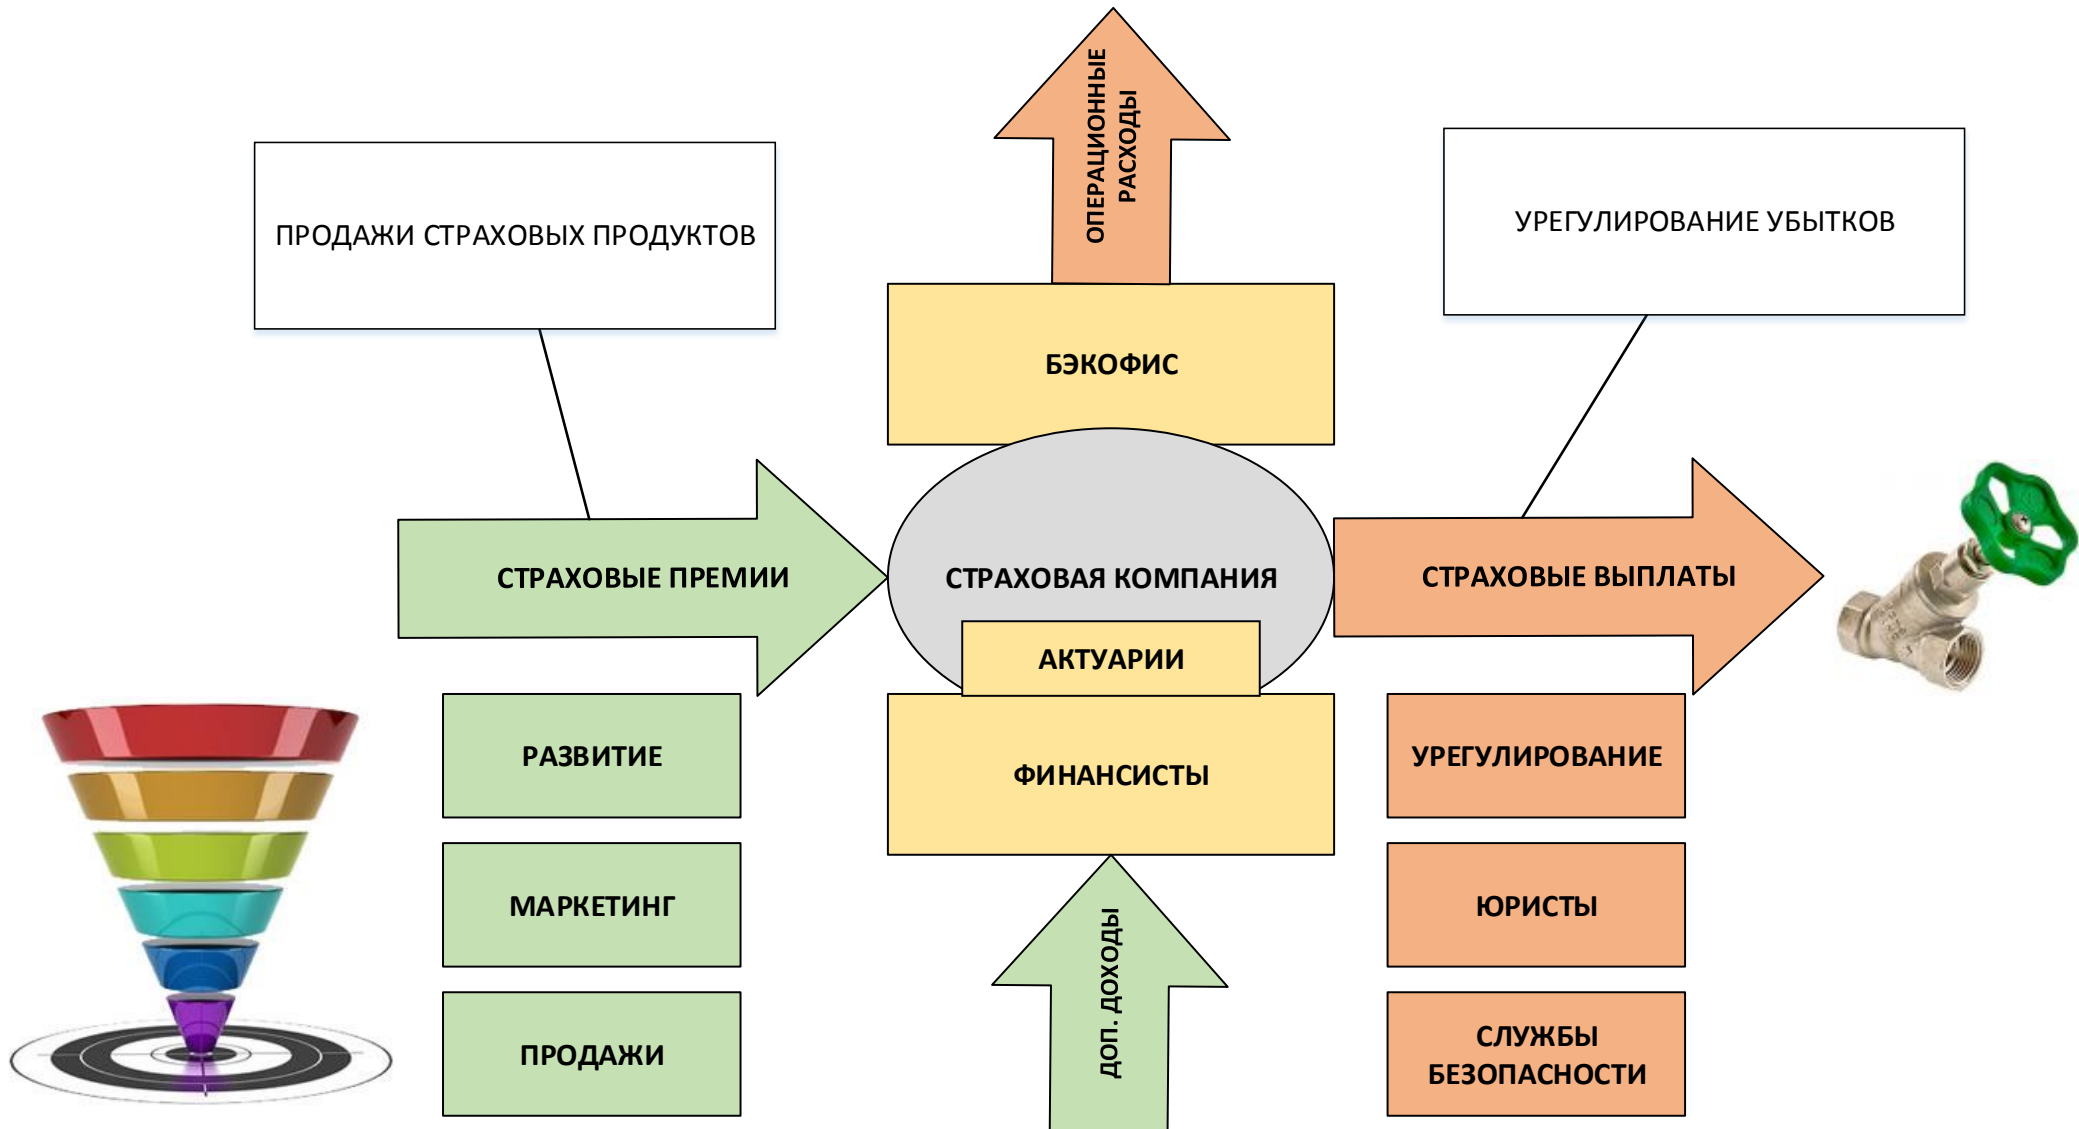 ОПЕРАЦИОННЫЕ
РАСХОДЫ
ПРОДАЖИ СТРАХОВЫХ ПРОДУКТОВ
УРЕГУЛИРОВАНИЕ УБЫТКОВ
БЭКОФИС
СТРАХОВЫЕ ПРЕМИИ
СТРАХОВАЯ КОМПАНИЯ
СТРАХОВЫЕ ВЫПЛАТЫ
АКТУАРИИ
РАЗВИТИЕ
ФИНАНСИСТЫ
УРЕГУЛИРОВАНИЕ
МАРКЕТИНГ
ЮРИСТЫ
ДОП. ДОХОДЫ
ПРОДАЖИ
СЛУЖБЫ
БЕЗОПАСНОСТИ